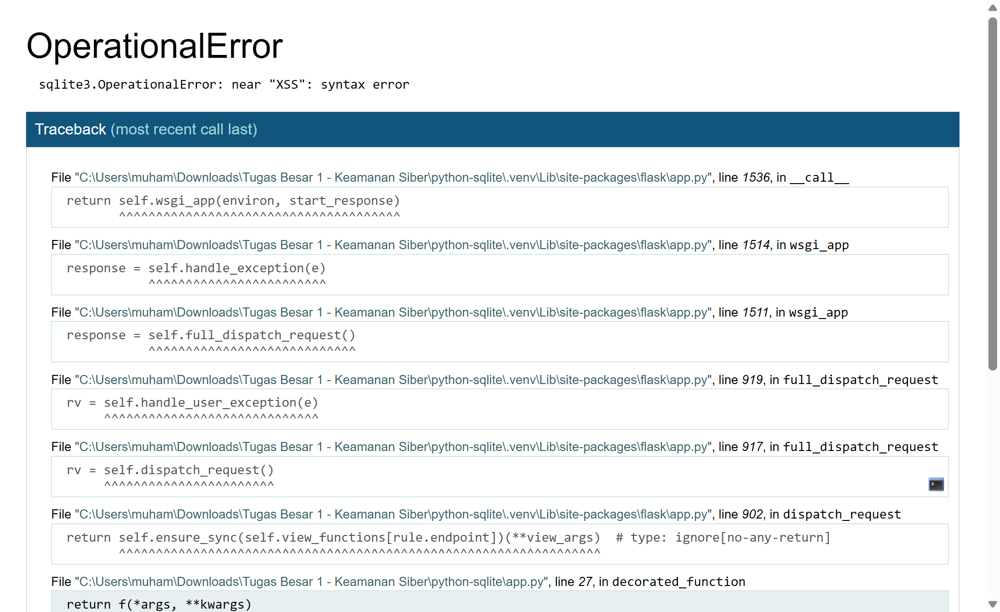 OperationalError
sqlite3.OperationalError: near "XSS": syntax error
Traceback (most recent call last)
File "C:\Users\muham\Downloads\Tugas Besar 1 - Keamanan Siber\python-sqlite\.venv\Lib\site-packages\flask\app.py", line 1536, in __call__
return self.wsgi_app(environ, start_response)
^^^^^^^^^^^^^^^^^^^^^^^^^^^^^^^^^^^^^^
File "C:\Users\muham\Downloads\Tugas Besar 1 - Keamanan Siber\python-sqlite\.venv\Lib\site-packages\flask\app.py", line 1514, in wsgi_app
response = self.handle_exception(e)
^^^^^^^^^^^^^^^^^^^^^^^^
File "C:\Users\muham\Downloads\Tugas Besar 1 - Keamanan Siber\python-sqlite\.venv\Lib\site-packages\flask\app.py", line 1511, in wsgi_app
response = self.full_dispatch_request()
^^^^^^^^^^^^^^^^^^^^^^^^^^^^
File "C:\Users\muham\Downloads\Tugas Besar 1 - Keamanan Siber\python-sqlite\.venv\Lib\site-packages\flask\app.py", line 919, in full_dispatch_request
rv = self.handle_user_exception(e)
^^^^^^^^^^^^^^^^^^^^^^^^^^^^^
File "C:\Users\muham\Downloads\Tugas Besar 1 - Keamanan Siber\python-sqlite\.venv\Lib\site-packages\flask\app.py", line 917, in full_dispatch_request
rv = self.dispatch_request()
^^^^^^^^^^^^^^^^^^^^^^^
File "C:\Users\muham\Downloads\Tugas Besar 1 - Keamanan Siber\python-sqlite\.venv\Lib\site-packages\flask\app.py", line 902, in dispatch_request
return self.ensure_sync(self.view_functions[rule.endpoint])(**view_args)  # type: ignore[no-any-return]
^^^^^^^^^^^^^^^^^^^^^^^^^^^^^^^^^^^^^^^^^^^^^^^^^^^^^^^^^^^^^^^^^
File "C:\Users\muham\Downloads\Tugas Besar 1 - Keamanan Siber\python-sqlite\app.py", line 27, in decorated_function
return f(*args, **kwargs)